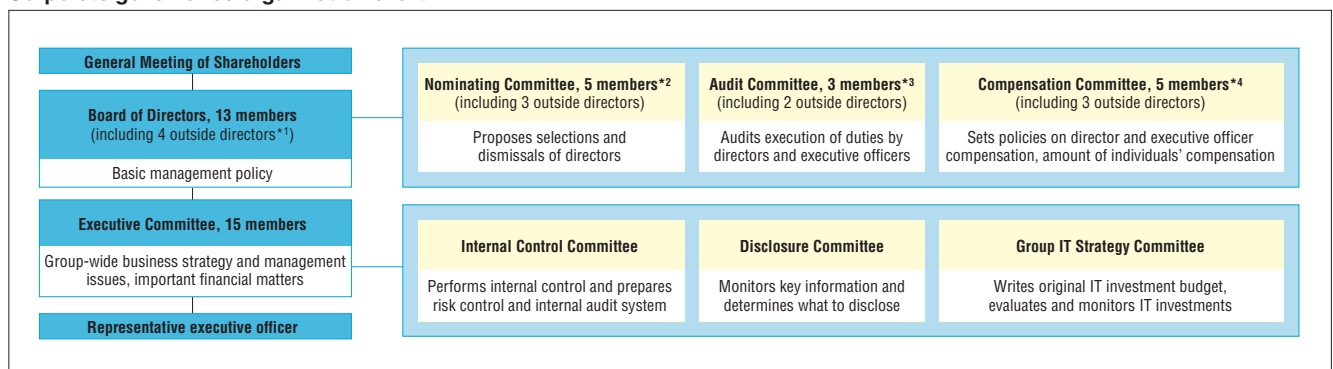 General Meeting of Shareholders
Board of Directors, 13 members
(including 4 outside directors*1)
Basic management policy
Nominating Committee, 5 members*2
(including 3 outside directors)
Proposes selections and
dismissals of directors
Audit Committee, 3 members*3
(including 2 outside directors)
Audits execution of duties by
directors and executive officers
Compensation Committee, 5 members*4
(including 3 outside directors)
Sets policies on director and executive officer
compensation, amount of individuals’ compensation
Executive Committee, 15 members
Group-wide business strategy and management
issues, important financial matters
Internal Control Committee
Performs internal control and prepares
risk control and internal audit system
Disclosure Committee
Monitors key information and
determines what to disclose
Group IT Strategy Committee
Writes original IT investment budget,
evaluates and monitors IT investments
Representative executive officer